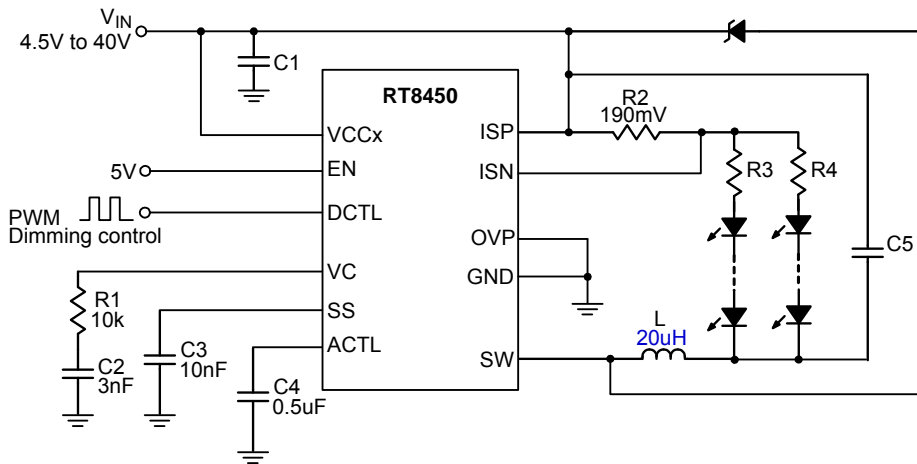 VIN
4.5V to 40V
C1
RT8450
R2
190mV
VCCx
ISP
EN
ISN
R3
R4
5V
DCTL
PWM
Dimming control
OVP
C5
VC
GND
R1
10k
SS
L
20uH
C3
10nF
ACTL
SW
C2
3nF
C4
0.5uF